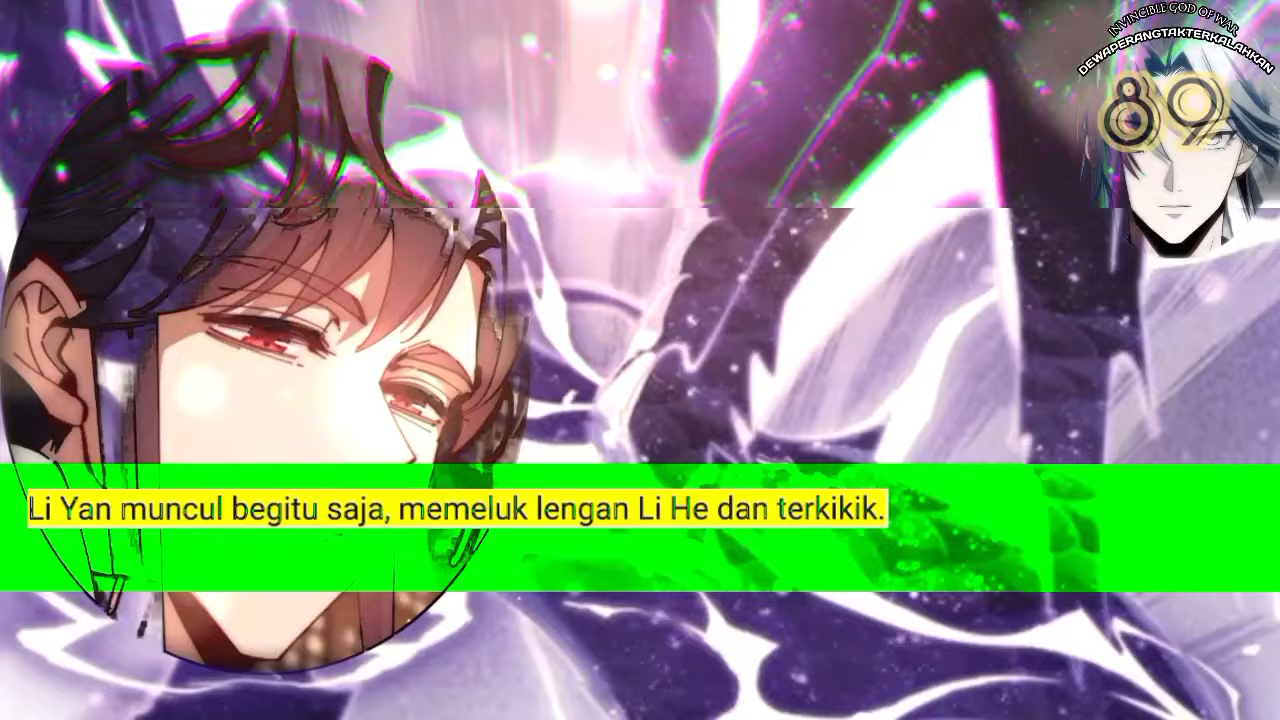 INVINCIBLE GOD OF WAR
DEWAPERANGTAKTERKALAHKAN
89
Li Yan muncul begitu saja, memeluk lengan Li He dan terkikik.